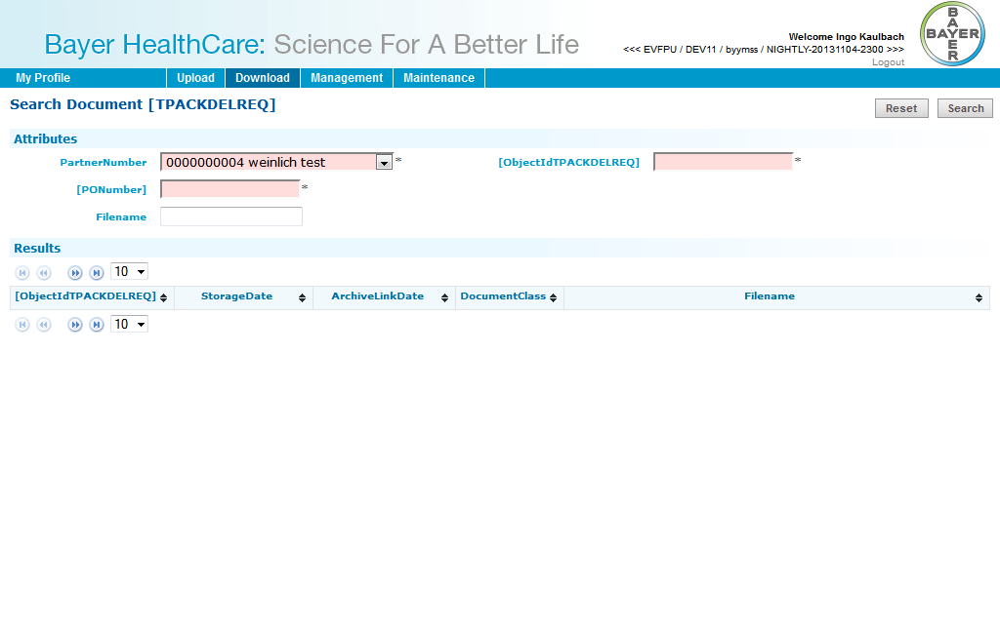 Bayer HealthCare: Science For A Better Life
Welcome Ingo Kaulbach
<<< EVFPU / DEV11 / byymss / NIGHTLY-20131104-2300 >>>
Logout
BAYER
BAYER
My Profile Upload Download Management Maintenance
Search Document [TPACKDELREQ]
Reset Search
Attributes
PartnerNumber 0000000004 weinlich test * [ObjectIdTPACKDELREQ] *
[PONumber] *
Filename
Results
10
[ObjectIdTPACKDELREQ] StorageDate ArchiveLinkDate DocumentClass Filename
10